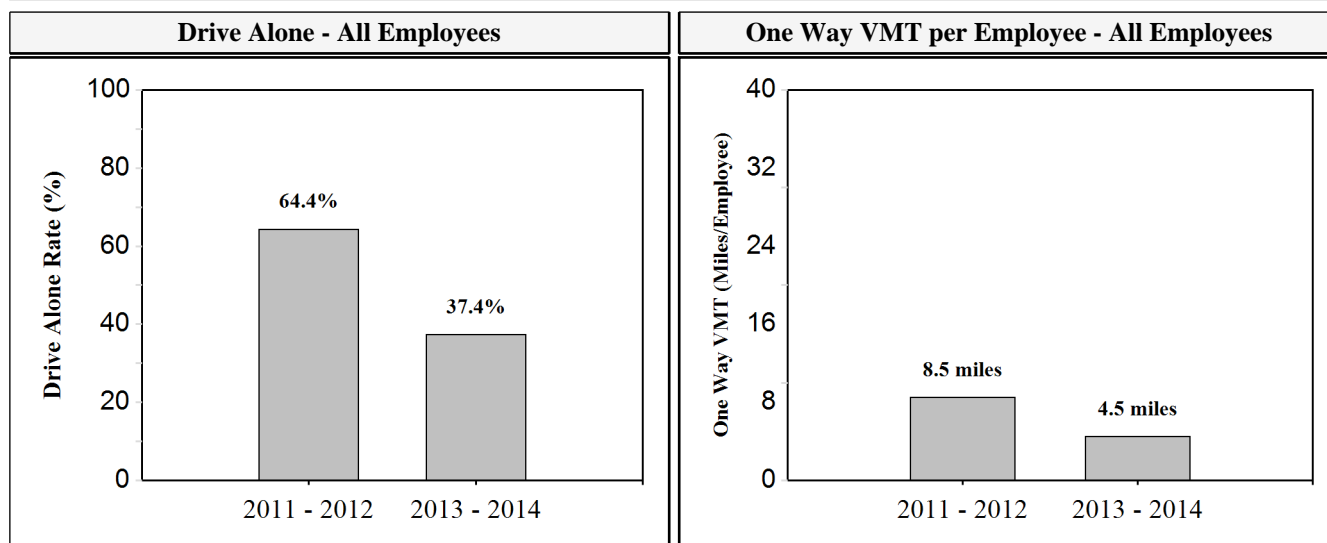 Drive Alone - All Employees
Drive Alone Rate (%)
100
80
60
40
20
0
64.4%
37.4%
2011 - 2012 2013 - 2014
One Way VMT per Employee - All Employees
One Way VMT (Miles/Employee)
40
32
24
16
8
0
8.5 miles
4.5 miles
2011 - 2012 2013 - 2014